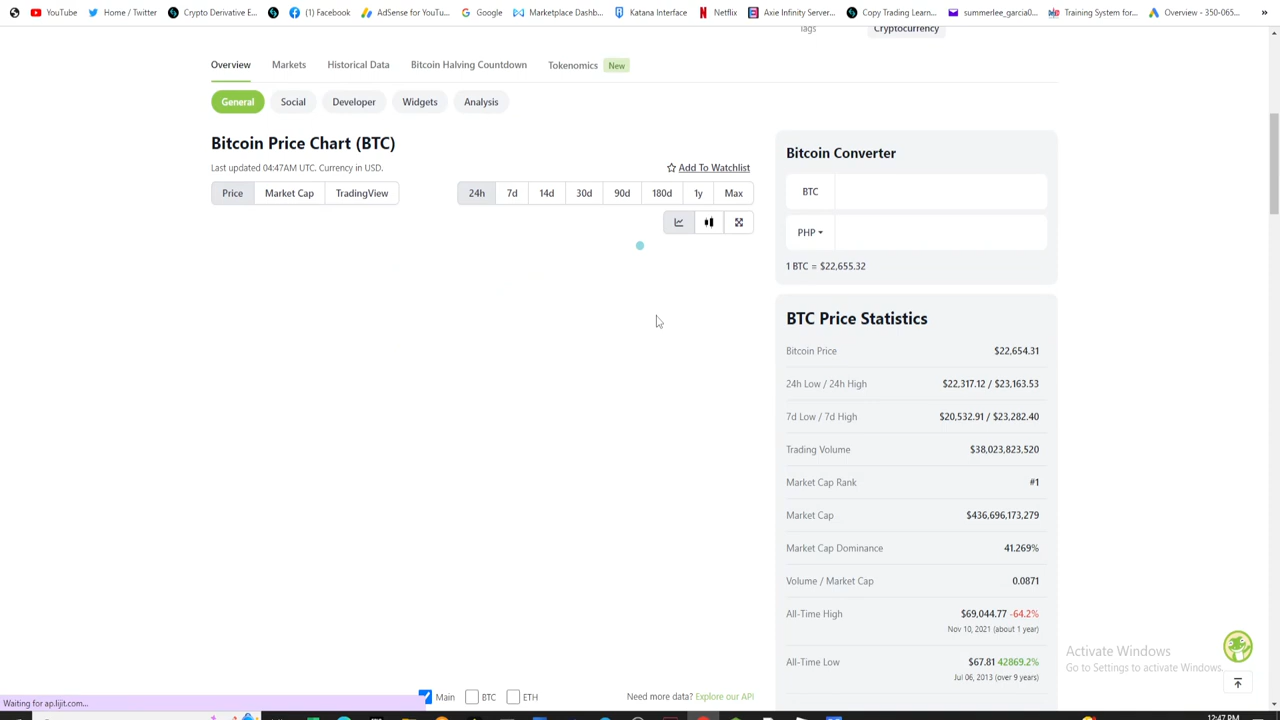 YouTube Home / Twitter Crypto Derivative E... (1) Facebook AdSense for YouTu... Google Marketplace Dashb... Katana Interface Netflix Axie Infinity Server... Copy Trading Learn... summerlee_garcia0... Training System for... Overview - 350-065... »
Tags Cryptocurrency
Overview Markets Historical Data Bitcoin Halving Countdown Tokenomics New
General Social Developer Widgets Analysis
Bitcoin Price Chart (BTC)
Last updated 04:47AM UTC. Currency in USD.
Add To Watchlist
Price Market Cap TradingView 24h 7d 14d 30d 90d 180d 1y Max
Bitcoin Converter
BTC
PHP
1 BTC = $22,655.32
BTC Price Statistics
Bitcoin Price $22,654.31
24h Low / 24h High $22,317.12 / $23,163.53
7d Low / 7d High $20,532.91 / $23,282.40
Trading Volume $38,023,823,520
Market Cap Rank #1
Market Cap $436,696,173,279
Market Cap Dominance 41.269%
Volume / Market Cap 0.0871
All-Time High $69,044.77 -64.2%
Nov 10, 2021 (about 1 year)
All-Time Low $67.81 42869.2%
Jul 06, 2013 (over 9 years)
Main BTC ETH Need more data? Explore our API
Activate Windows
Go to Settings to activate Windows.
Waiting for ap.lijit.com...
12:47 PM